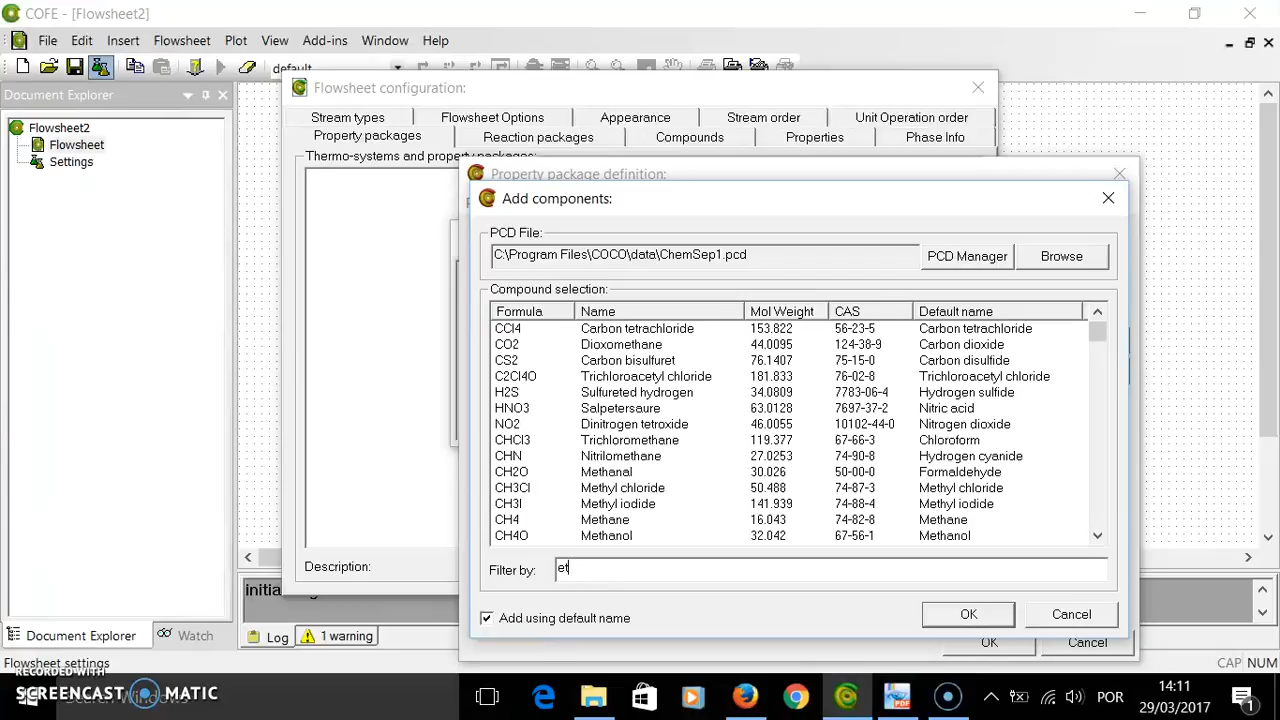 COFE - [Flowsheet2]
File Edit Insert Flowsheet Plot View Add-ins Window Help
default
Document Explorer
Flowsheet2
Flowsheet
Settings
Flowsheet configuration:
Stream types Flowsheet Options Appearance Stream order Unit Operation order
Property packages Reaction packages Compounds Properties Phase Info
Thermo-systems and property packages:
Property package definition:
Add components:
PCD File:
C:\Program Files\COCO\data\ChemSep1.pcd PCD Manager Browse
Compound selection:
Formula Name Mol Weight CAS Default name
CCl4 Carbon tetrachloride 153.822 56-23-5 Carbon tetrachloride
CO2 Dioxomethane 44.0095 124-38-9 Carbon dioxide
CS2 Carbon bisulfuret 76.1407 75-15-0 Carbon disulfide
C2Cl4O Trichloroacetyl chloride 181.833 76-02-8 Trichloroacetyl chloride
H2S Sulfureted hydrogen 34.0809 7783-06-4 Hydrogen sulfide
HNO3 Salpetersaure 63.0128 7697-37-2 Nitric acid
NO2 Dinitrogen tetroxide 46.0055 10102-44-0 Nitrogen dioxide
CHCl3 Trichloromethane 119.377 67-66-3 Chloroform
CHN Nitrilomethane 27.0253 74-90-8 Hydrogen cyanide
CH2O Methanal 30.026 50-00-0 Formaldehyde
CH3Cl Methyl chloride 50.488 74-87-3 Methyl chloride
CH3I Methyl iodide 141.939 74-88-4 Methyl iodide
CH4 Methane 16.043 74-82-8 Methane
CH4O Methanol 32.042 67-56-1 Methanol
Filter by: et
Add using default name
OK Cancel
OK Cancel
Description:
Document Explorer Watch
Log 1 warning
Flowsheet settings
CAP NUM
RECORDED WITH
SCREENCAST MATIC
Search Windows
POR
14:11
29/03/2017
1